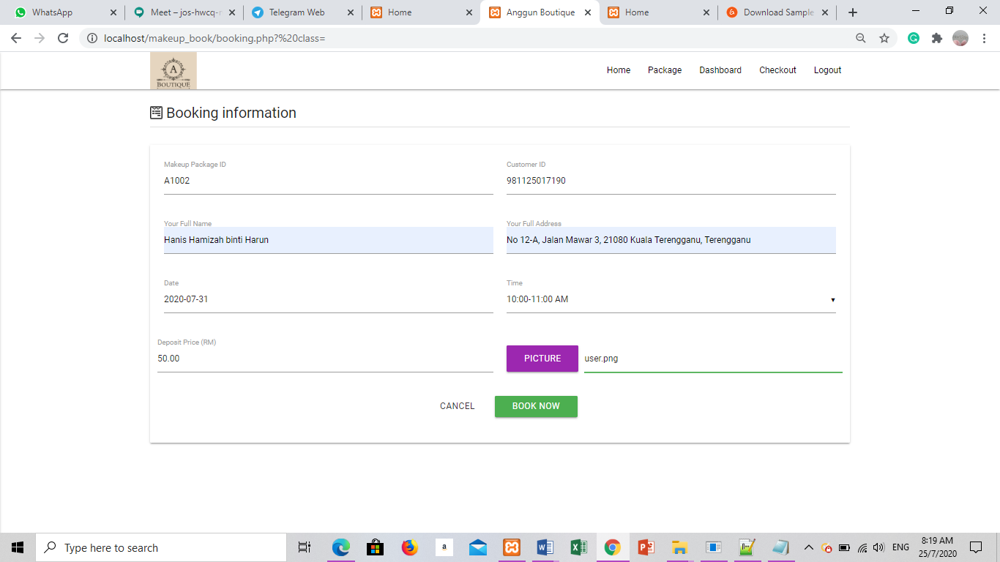 WhatsApp
Meet – jos-hwcq-r
Telegram Web
Home
Anggun Boutique
Home
Download Sample
localhost/makeup_book/booking.php?%20class=
A
BOUTIQUE
Home
Package
Dashboard
Checkout
Logout
Booking information
Makeup Package ID
Customer ID
A1002
981125017190
Your Full Name
Your Full Address
Hanis Hamizah binti Harun
No 12-A, Jalan Mawar 3, 21080 Kuala Terengganu, Terengganu
Date
Time
2020-07-31
10:00-11:00 AM
Deposit Price (RM)
50.00
PICTURE
user.png
CANCEL
BOOK NOW
Type here to search
ENG
8:19 AM
25/7/2020